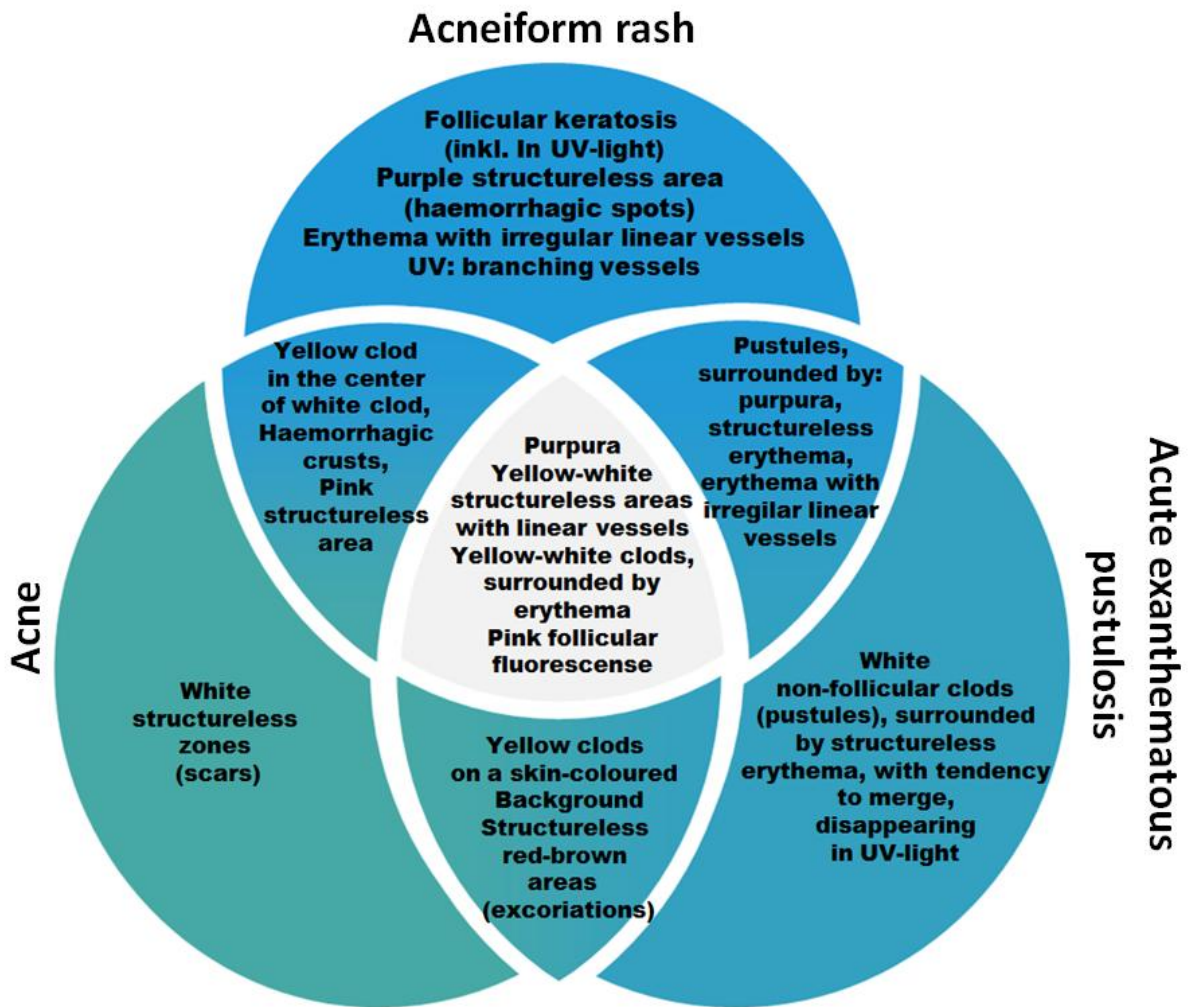 Acneiform rash
Follicular keratosis
(inkl. In UV-light)
Purple structureless area
(haemorrhagic spots)
Erythema with irregular linear vessels
UV: branching vessels
Yellow clod
in the center
of white clod,
Haemorrhagic
crusts,
Pink
structureless
area
Pustules,
surrounded by:
purpura,
structureless
erythema,
erythema with
irregilar linear
vessels
Purpura
Yellow-white
structureless areas
with linear vessels
Yellow-white clods,
surrounded by
erythema
Pink follicular
fluorescense
Acne
White
structureless
zones
(scars)
Yellow clods
on a skin-coloured
Background
Structureless
red-brown
areas
(excoriations)
White
non-follicular clods
(pustules), surrounded
by structureless
erythema, with tendency
to merge,
disappearing
in UV-light
Acute exanthematous
pustulosis